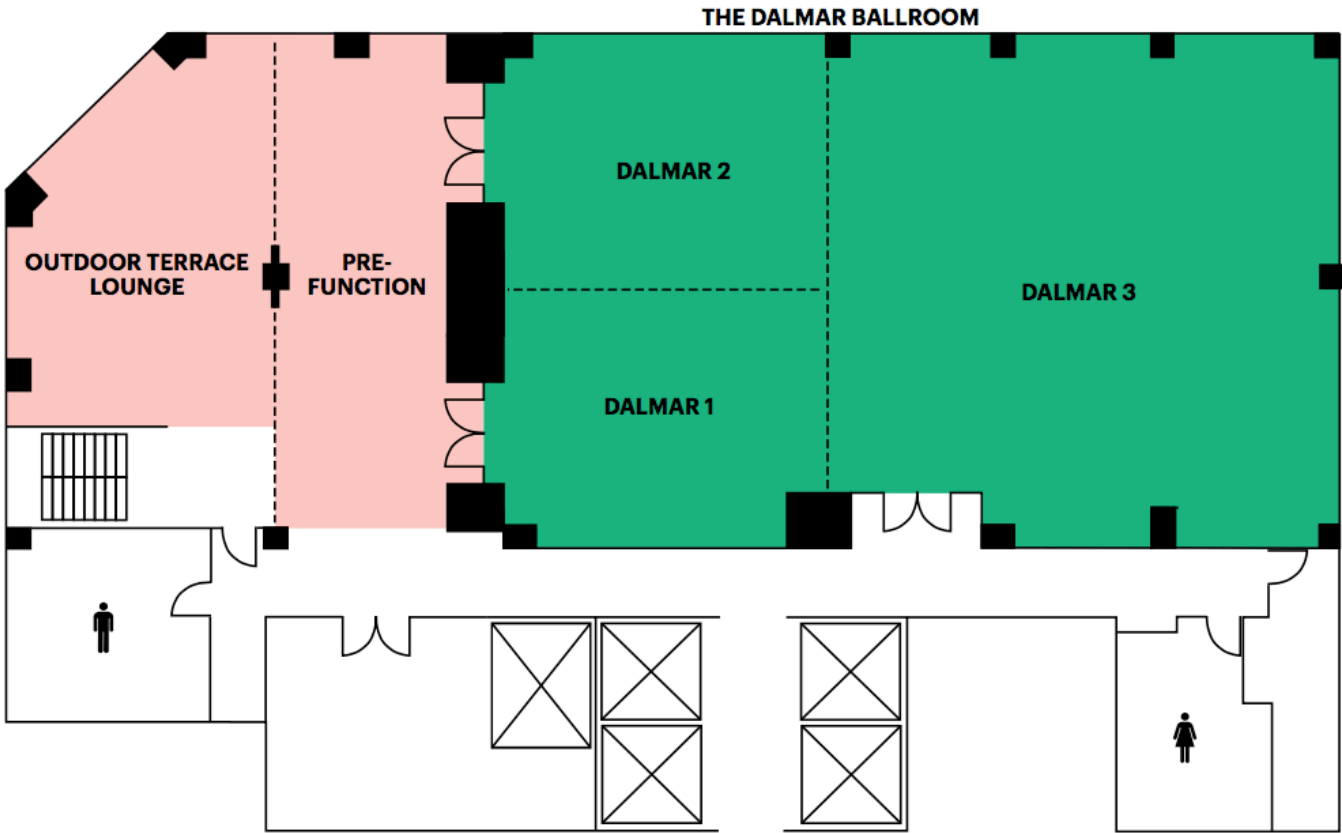 THE DALMAR BALLROOM
DALMAR 2
OUTDOOR TERRACE
LOUNGE
PRE-
FUNCTION
DALMAR 3
DALMAR 1